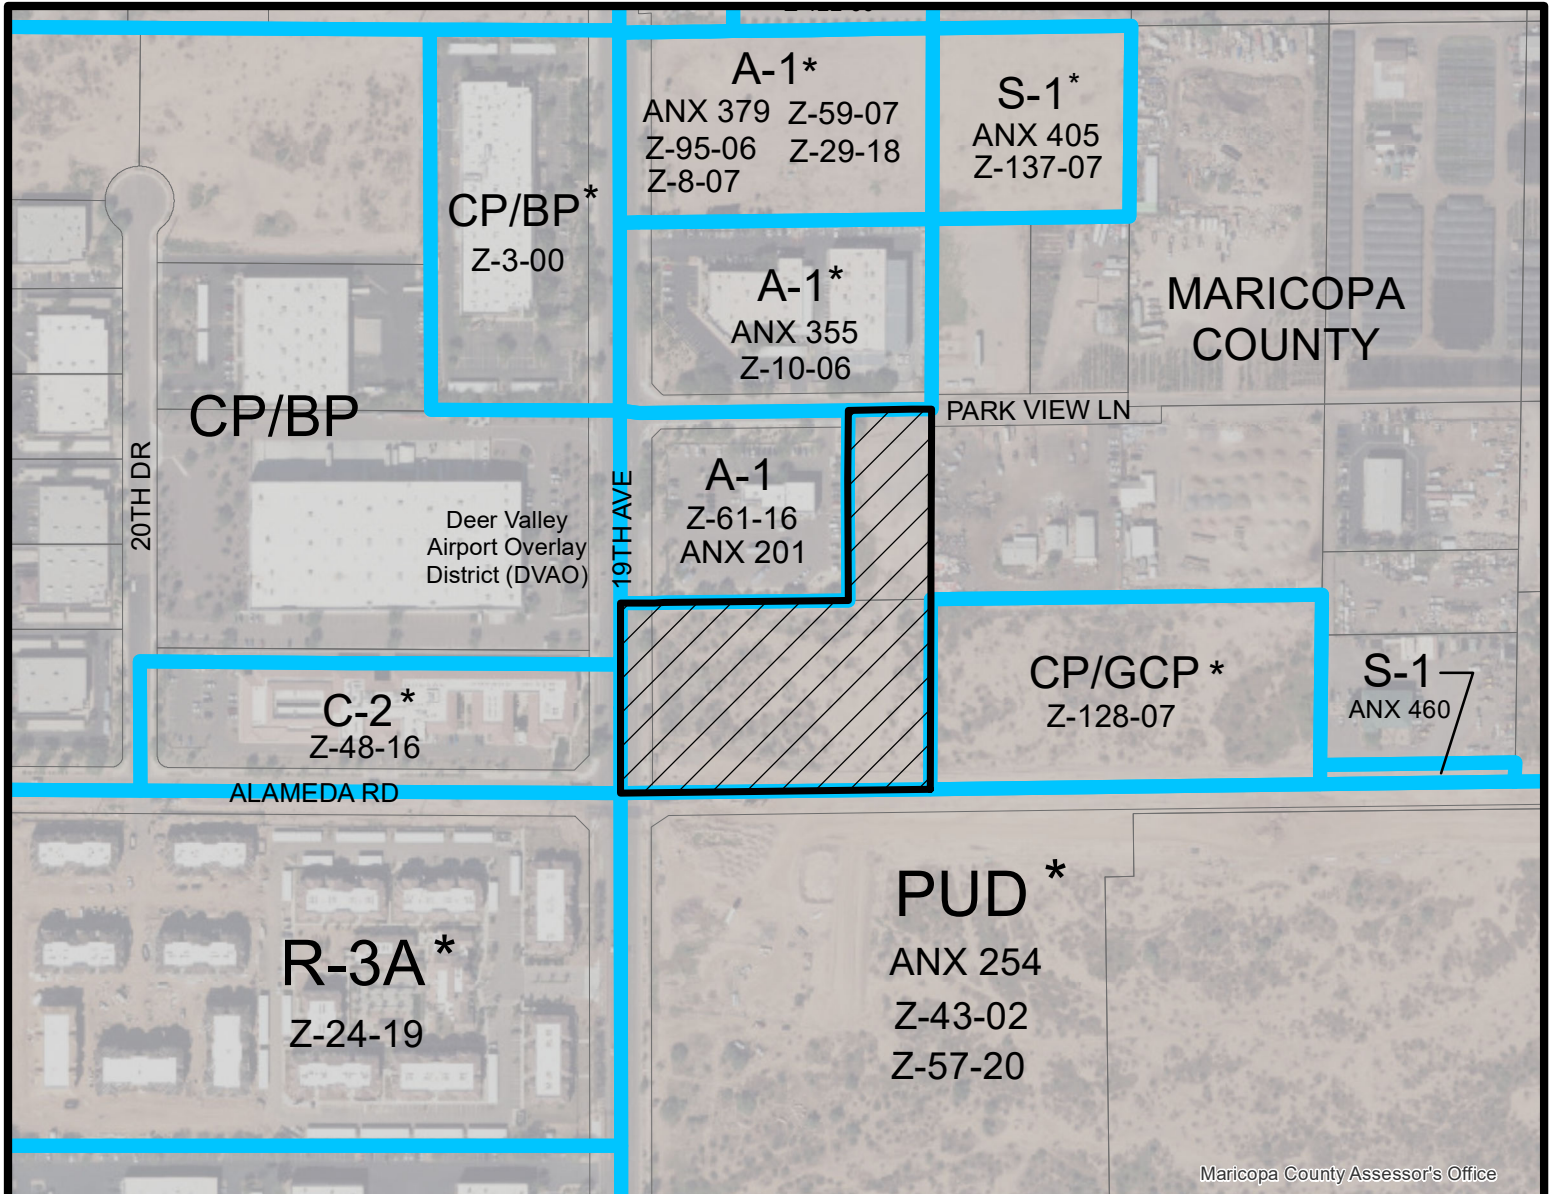 A-1*
ANX 379 Z-59-07
Z-95-06 Z-29-18
Z-8-07
S-1*
ANX 405
Z-137-07
CP/BP*
Z-3-00
A-1*
ANX 355
Z-10-06
MARICOPA
COUNTY
CP/BP
PARK VIEW LN
20TH DR
19TH AVE
A-1
Z-61-16
ANX 201
Deer Valley
Airport Overlay
District (DVAO)
C-2*
Z-48-16
CP/GCP*
Z-128-07
S-1
ANX 460
ALAMEDA RD
R-3A*
Z-24-19
PUD*
ANX 254
Z-43-02
Z-57-20
Maricopa County Assessor's Office